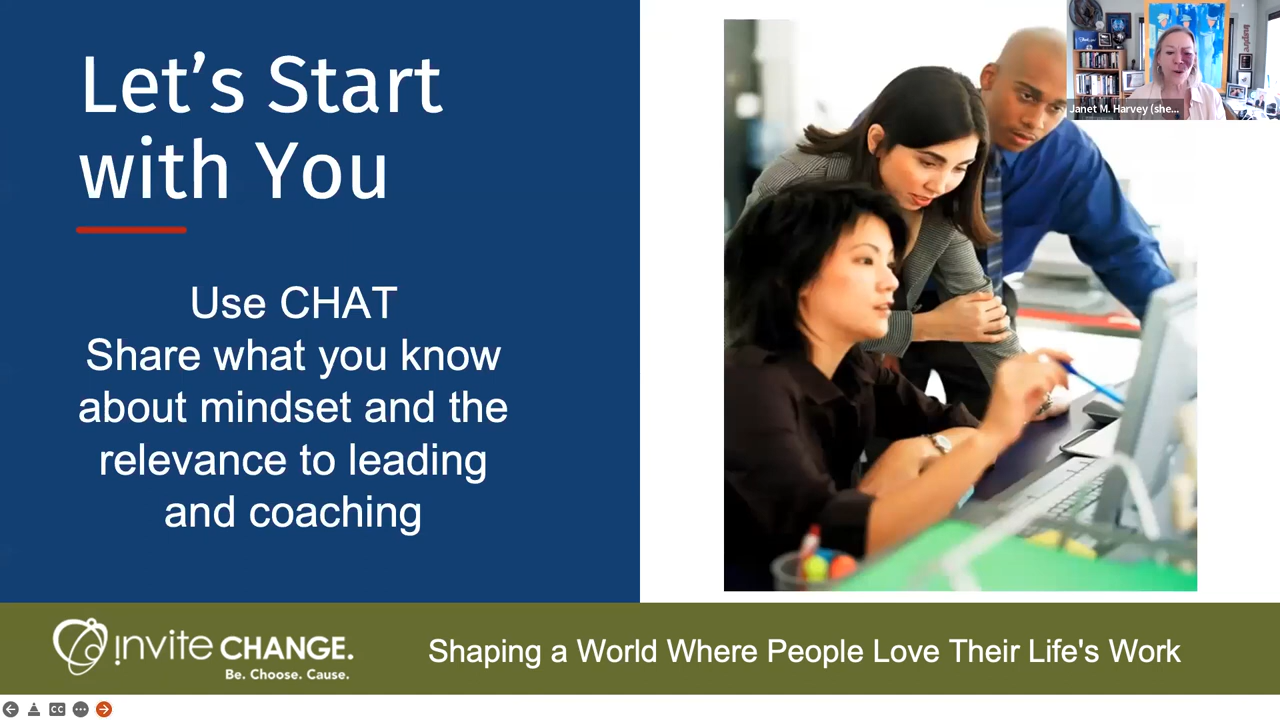 Let's Start
with You
Use CHAT
Share what you know
about mindset and the
relevance to leading
and coaching
Janet M. Harvey (she...
invite CHANGE.
Be. Choose. Cause.
Shaping a World Where People Love Their Life's Work
CC